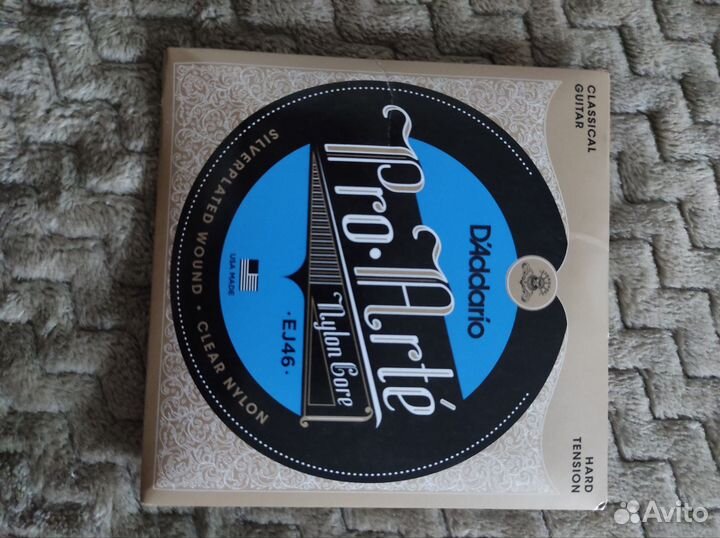 CLASSICAL
GUITAR
HARD
TENSION
D'Addario
Pro·Arté
Nylon Core
·EJ46·
USA MADE
SILVERPLATED WOUND • CLEAR NYLON
Avito